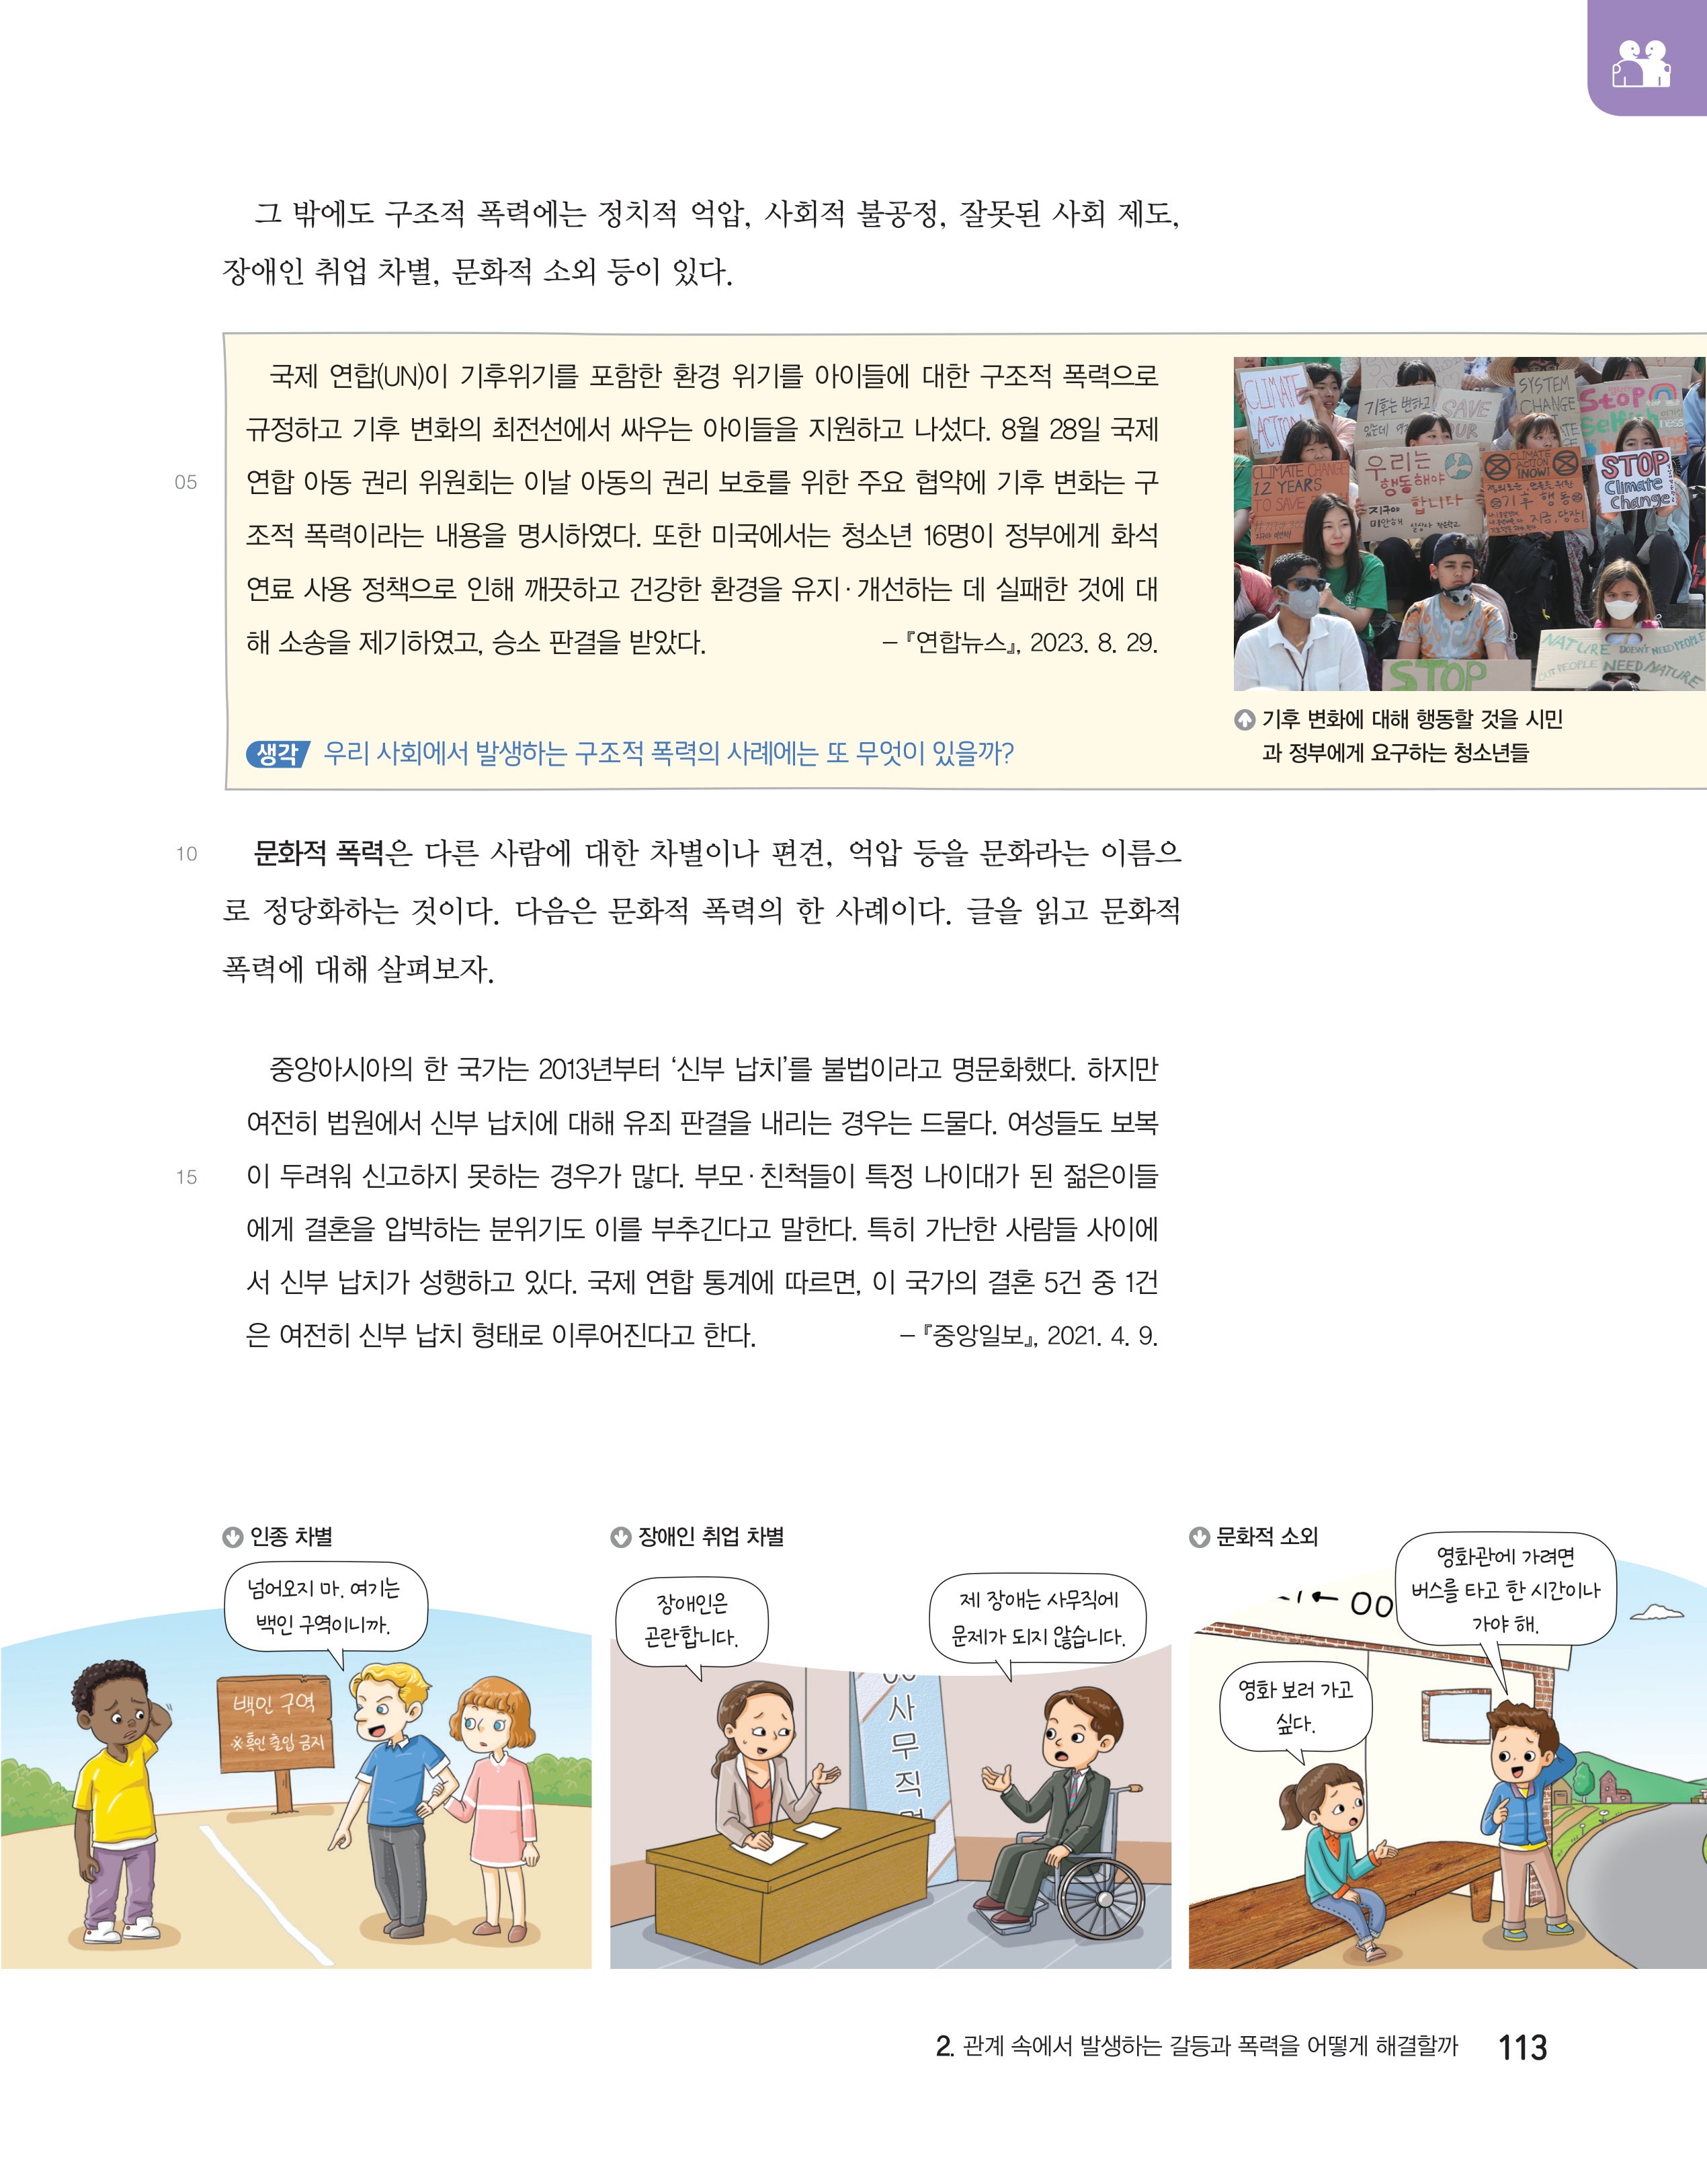 그 밖에도 구조적 폭력에는 정치적 억압, 사회적 불공정, 잘못된 사회 제도,
장애인 취업 차별, 문화적 소외 등이 있다.
국제 연합(UN)이 기후위기를 포함한 환경 위기를 아이들에 대한 구조적 폭력으로
규정하고 기후 변화의 최전선에서 싸우는 아이들을 지원하고 나섰다. 8월 28일 국제
05 연합 아동 권리 위원회는 이날 아동의 권리 보호를 위한 주요 협약에 기후 변화는 구
조적 폭력이라는 내용을 명시하였다. 또한 미국에서는 청소년 16명이 정부에게 화석
연료 사용 정책으로 인해 깨끗하고 건강한 환경을 유지·개선하는 데 실패한 것에 대
해 소송을 제기하였고, 승소 판결을 받았다. – 『연합뉴스』, 2023. 8. 29.
생각 우리 사회에서 발생하는 구조적 폭력의 사례에는 또 무엇이 있을까?
CLIMATE
ACTION
기후는 변하고
있는데
SAVE
OUR
SYSTEM
CHANGE
STOP
CLIMATE CHANGE
12 YEARS
TO SAVE
우리는
행동해야
합니다
지구야
미안해
CLIMATE
ACTION
NOW!
기후 행동
지금, 당장!
STOP
Climate
Change
STOP
NATURE DOESN'T NEED PEOPLE
PEOPLE NEED NATURE
기후 변화에 대해 행동할 것을 시민
과 정부에게 요구하는 청소년들
10 문화적 폭력은 다른 사람에 대한 차별이나 편견, 억압 등을 문화라는 이름으
로 정당화하는 것이다. 다음은 문화적 폭력의 한 사례이다. 글을 읽고 문화적
폭력에 대해 살펴보자.
중앙아시아의 한 국가는 2013년부터 ‘신부 납치’를 불법이라고 명문화했다. 하지만
여전히 법원에서 신부 납치에 대해 유죄 판결을 내리는 경우는 드물다. 여성들도 보복
15 이 두려워 신고하지 못하는 경우가 많다. 부모·친척들이 특정 나이대가 된 젊은이들
에게 결혼을 압박하는 분위기도 이를 부추긴다고 말한다. 특히 가난한 사람들 사이에
서 신부 납치가 성행하고 있다. 국제 연합 통계에 따르면, 이 국가의 결혼 5건 중 1건
은 여전히 신부 납치 형태로 이루어진다고 한다. – 『중앙일보』, 2021. 4. 9.
인종 차별
넘어오지 마. 여기는
백인 구역이니까.
백인 구역
※흑인 출입 금지
장애인 취업 차별
장애인은
곤란합니다.
제 장애는 사무직에
문제가 되지 않습니다.
사
무
직
문화적 소외
← 00
영화관에 가려면
버스를 타고 한 시간이나
가야 해.
영화 보러 가고
싶다.
2. 관계 속에서 발생하는 갈등과 폭력을 어떻게 해결할까 113